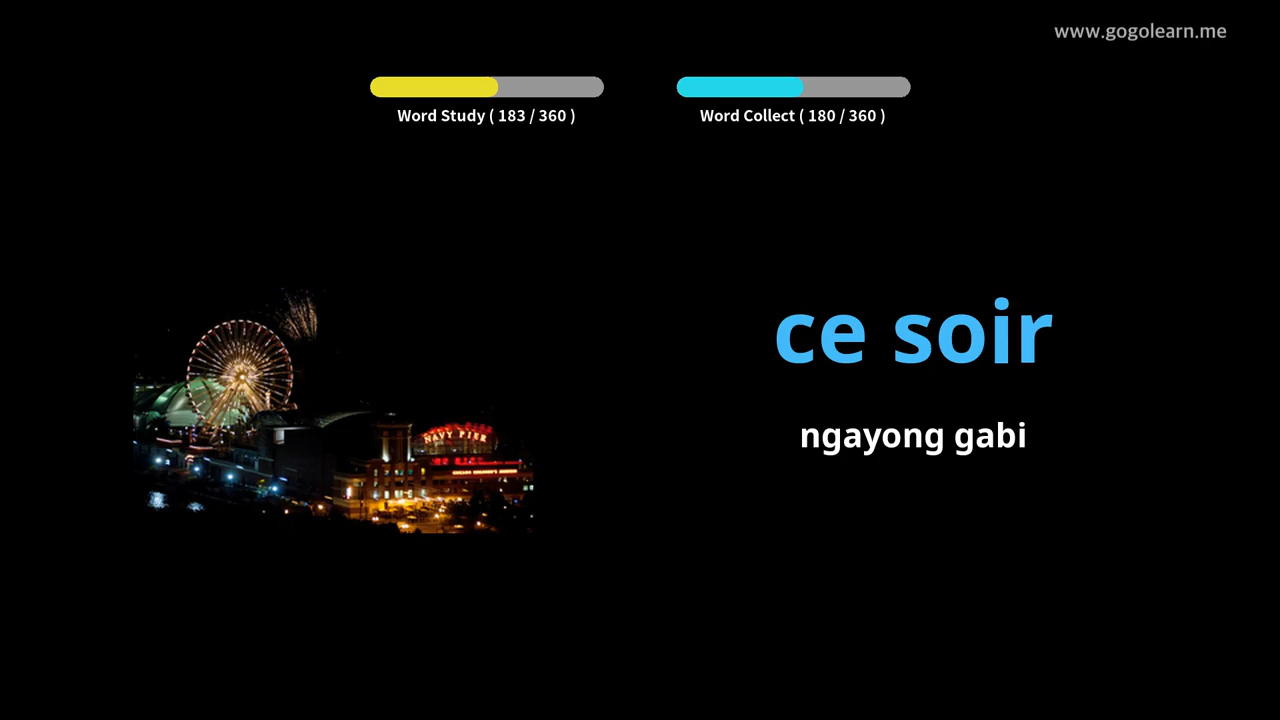 www.gogolearn.me
Word Study ( 183 / 360 )
Word Collect ( 180 / 360 )
ce soir
ngayong gabi
NAVY PIER